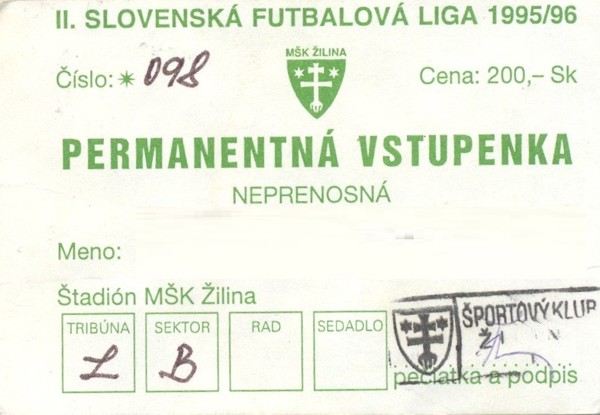 II. SLOVENSKÁ FUTBALOVÁ LIGA 1995/96
MŠK ŽILINA
Číslo: * 098
Cena: 200,– Sk
PERMANENTNÁ VSTUPENKA
NEPRENOSNÁ
Meno:
Štadión MŠK Žilina
TRIBÚNA SEKTOR RAD SEDADLO
L B
ŠPORTOVÝ KLUB
pečiatka a podpis